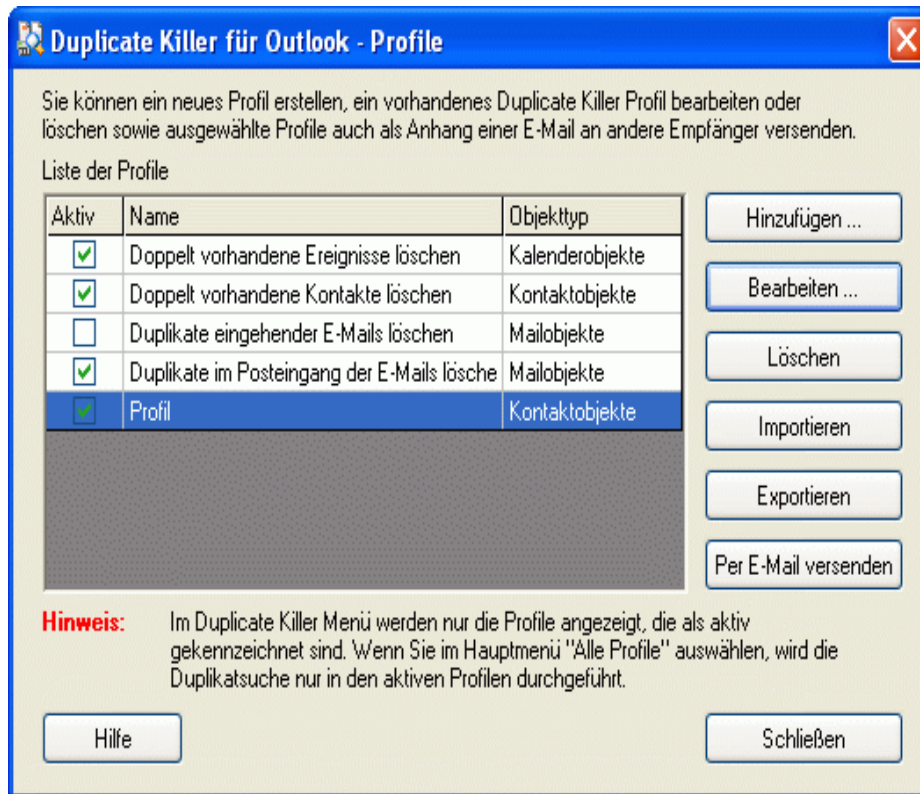 Duplicate Killer für Outlook - Profile
Sie können ein neues Profil erstellen, ein vorhandenes Duplicate Killer Profil bearbeiten oder
löschen sowie ausgewählte Profile auch als Anhang einer E-Mail an andere Empfänger versenden.
Liste der Profile
Aktiv Name Objekttyp
Doppelt vorhandene Ereignisse löschen Kalenderobjekte
Doppelt vorhandene Kontakte löschen Kontaktobjekte
Duplikate eingehender E-Mails löschen Mailobjekte
Duplikate im Posteingang der E-Mails lösche Mailobjekte
Profil Kontaktobjekte
Hinzufügen ...
Bearbeiten ...
Löschen
Importieren
Exportieren
Per E-Mail versenden
Hinweis: Im Duplicate Killer Menü werden nur die Profile angezeigt, die als aktiv
gekennzeichnet sind. Wenn Sie im Hauptmenü "Alle Profile" auswählen, wird die
Duplikatsuche nur in den aktiven Profilen durchgeführt.
Hilfe
Schließen